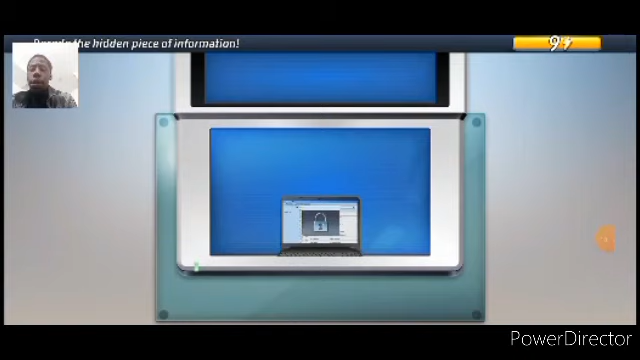 the hidden piece of information!
9
PowerDirector